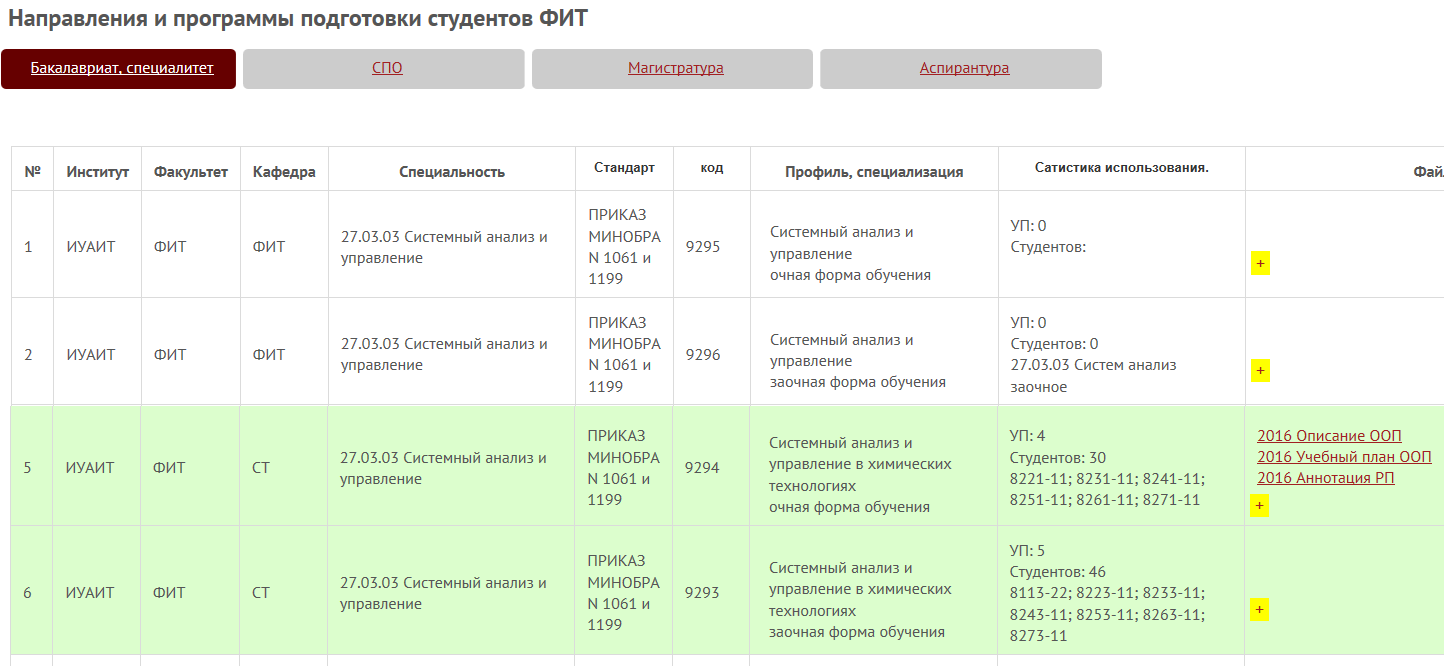 Направления и программы подготовки студентов ФИТ
Бакалавриат, специалитет
СПО
Магистратура
Аспирантура
№
Институт
Факультет
Кафедра
Специальность
Стандарт
код
Профиль, специализация
Сатистика использования.
1
ИУАИТ
ФИТ
ФИТ
27.03.03 Системный анализ и
управление
ПРИКАЗ
МИНОБРА
N 1061 и
1199
9295
Системный анализ и
управление
очная форма обучения
УП: 0
Студентов:
+
2
ИУАИТ
ФИТ
ФИТ
27.03.03 Системный анализ и
управление
ПРИКАЗ
МИНОБРА
N 1061 и
1199
9296
Системный анализ и
управление
заочная форма обучения
УП: 0
Студентов: 0
27.03.03 Систем анализ
заочное
+
5
ИУАИТ
ФИТ
СТ
27.03.03 Системный анализ и
управление
ПРИКАЗ
МИНОБРА
N 1061 и
1199
9294
Системный анализ и
управление в химических
технологиях
очная форма обучения
УП: 4
Студентов: 30
8221-11; 8231-11; 8241-11;
8251-11; 8261-11; 8271-11
2016 Описание ООП
2016 Учебный план ООП
2016 Аннотация РП
+
6
ИУАИТ
ФИТ
СТ
27.03.03 Системный анализ и
управление
ПРИКАЗ
МИНОБРА
N 1061 и
1199
9293
Системный анализ и
управление в химических
технологиях
заочная форма обучения
УП: 5
Студентов: 46
8113-22; 8223-11; 8233-11;
8243-11; 8253-11; 8263-11;
8273-11
+